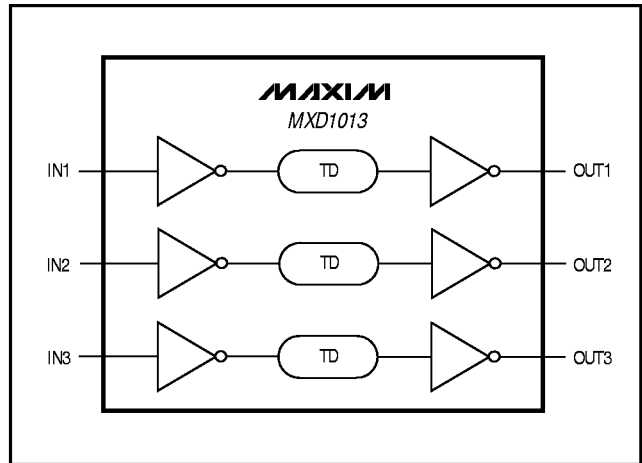 MAXIM
MXD1013
IN1 TD OUT1
IN2 TD OUT2
IN3 TD OUT3